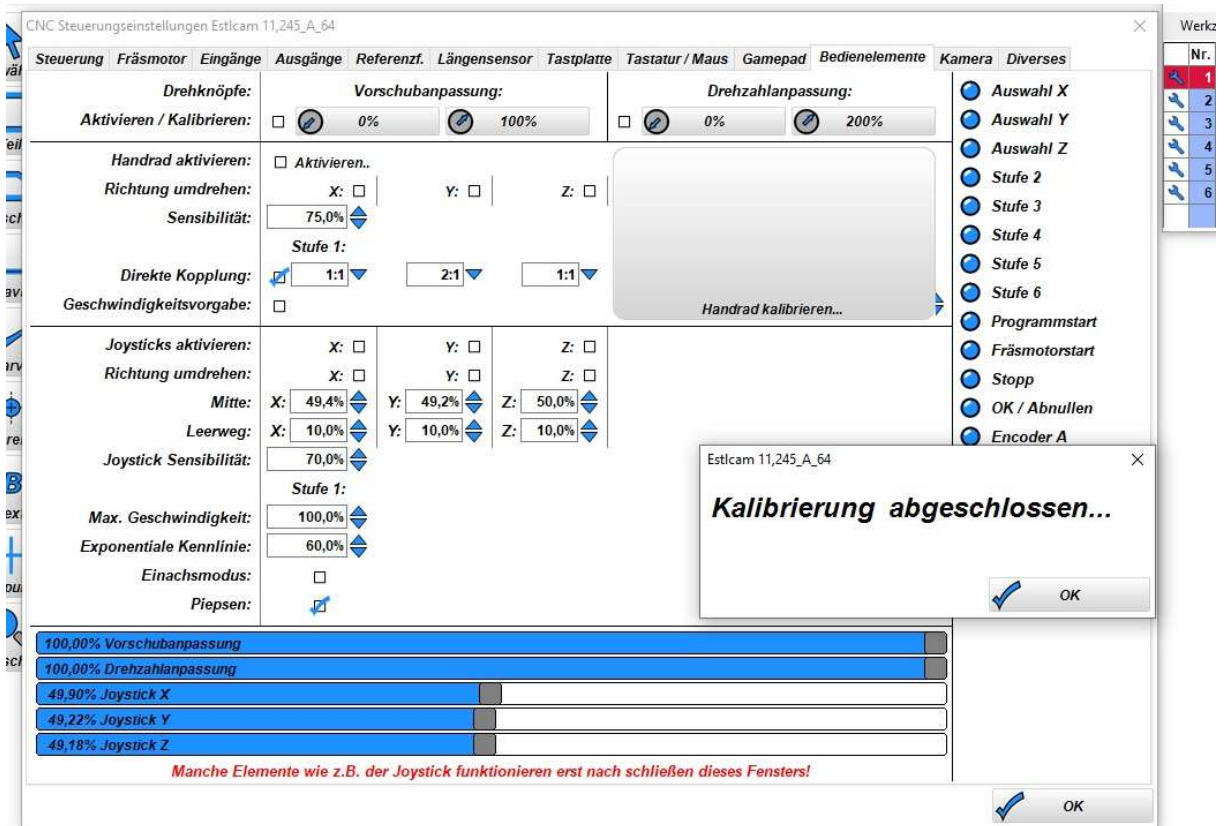 CNC Steuerungseinstellungen Estlcam 11,245_A_64
Werkz
Steuerung Fräsmotor Eingänge Ausgänge Referenzf. Längensensor Tastplatte Tastatur / Maus Gamepad Bedienelemente Kamera Diverses
Nr.
1
2
3
4
5
6
Drehknöpfe: Vorschubanpassung: Drehzahlanpassung:
Aktivieren / Kalibrieren: 0% 100% 0% 200%
Handrad aktivieren: Aktivieren..
Richtung umdrehen: X: Y: Z:
Sensibilität: 75,0%
Stufe 1:
Direkte Kopplung: 1:1 2:1 1:1
Geschwindigkeitsvorgabe:
Handrad kalibrieren...
Joysticks aktivieren: X: Y: Z:
Richtung umdrehen: X: Y: Z:
Mitte: X: 49,4% Y: 49,2% Z: 50,0%
Leerweg: X: 10,0% Y: 10,0% Z: 10,0%
Joystick Sensibilität: 70,0%
Stufe 1:
Max. Geschwindigkeit: 100,0%
Exponentiale Kennlinie: 60,0%
Einachsmodus:
Piepsen:
Auswahl X
Auswahl Y
Auswahl Z
Stufe 2
Stufe 3
Stufe 4
Stufe 5
Stufe 6
Programmstart
Fräsmotorstart
Stopp
OK / Abnullen
Encoder A
Estlcam 11,245_A_64
Kalibrierung abgeschlossen...
OK
100,00% Vorschubanpassung
100,00% Drehzahlanpassung
49,90% Joystick X
49,22% Joystick Y
49,18% Joystick Z
Manche Elemente wie z.B. der Joystick funktionieren erst nach schließen dieses Fensters!
OK